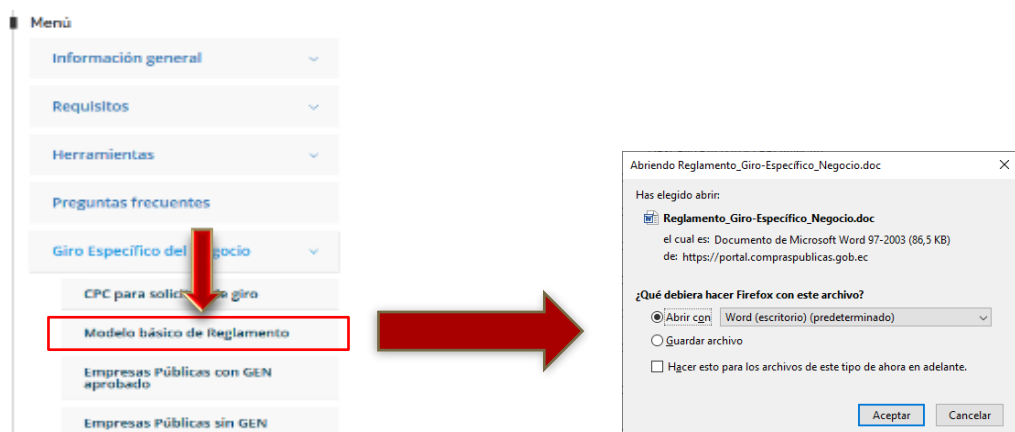 Menú
Información general
Requisitos
Herramientas
Preguntas frecuentes
Giro Específico del
CPC para giro
Modelo básico de Reglamento
Empresas Públicas con GEN
aprobado
Empresas Públicas sin GEN
Abriendo Reglamento_Giro-Específico_Negocio.doc
Has elegido abrir:
Reglamento_Giro-Específico_Negocio.doc
el cual es: Documento de Microsoft Word 97-2003 (86,5 KB)
de: https://portal.compraspublicas.gob.ec
¿Qué debiera hacer Firefox con este archivo?
Abrir con Word (escritorio) (predeterminado)
Guardar archivo
Hacer esto para los archivos de este tipo de ahora en adelante.
Aceptar Cancelar